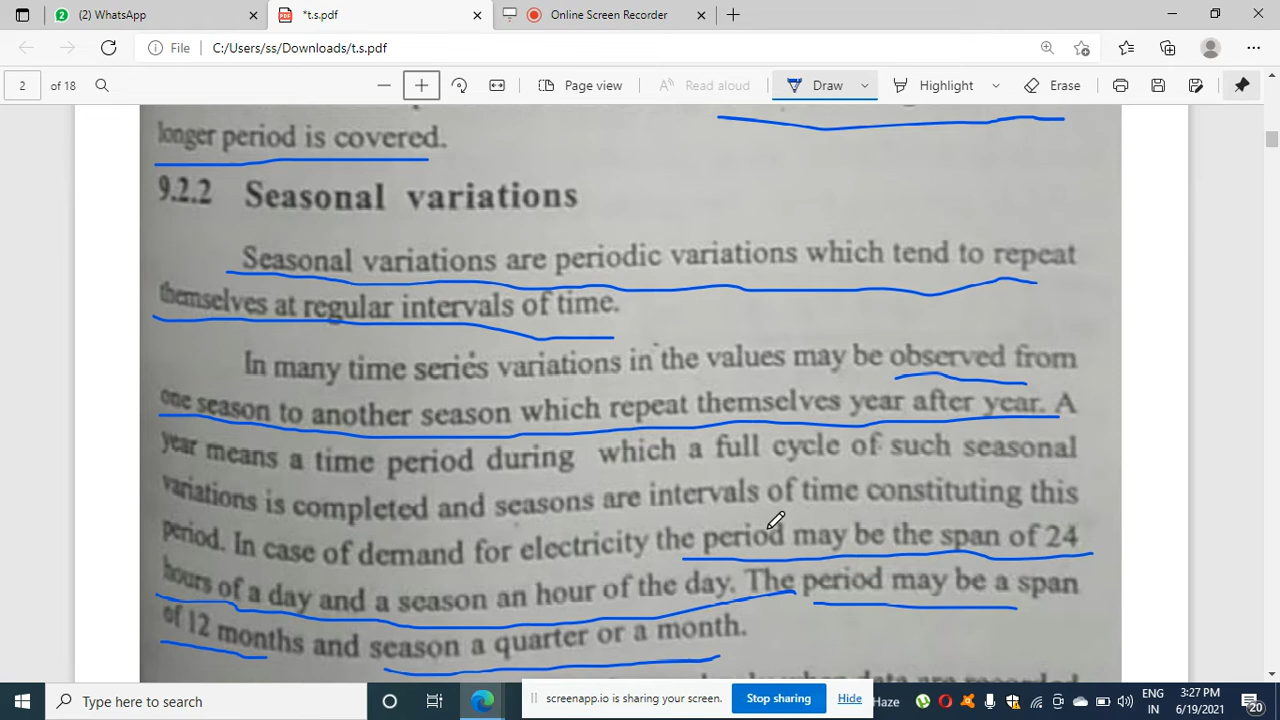 (2) WhatsApp
*t.s.pdf
Online Screen Recorder
File C:/Users/ss/Downloads/t.s.pdf
2 of 18 Page view Read aloud Draw Highlight Erase
longer period is covered.
9.2.2 Seasonal variations
Seasonal variations are periodic variations which tend to repeat
themselves at regular intervals of time.
In many time series variations in the values may be observed from
one season to another season which repeat themselves year after year. A
year means a time period during which a full cycle of such seasonal
variations is completed and seasons are intervals of time constituting this
period. In case of demand for electricity the period may be the span of 24
hours of a day and a season an hour of the day. The period may be a span
of 12 months and season a quarter or a month.
when data are recorded
Type here to search
screenapp.io is sharing your screen. Stop sharing Hide
Haze
ENG
IN
3:27 PM
6/19/2021
20